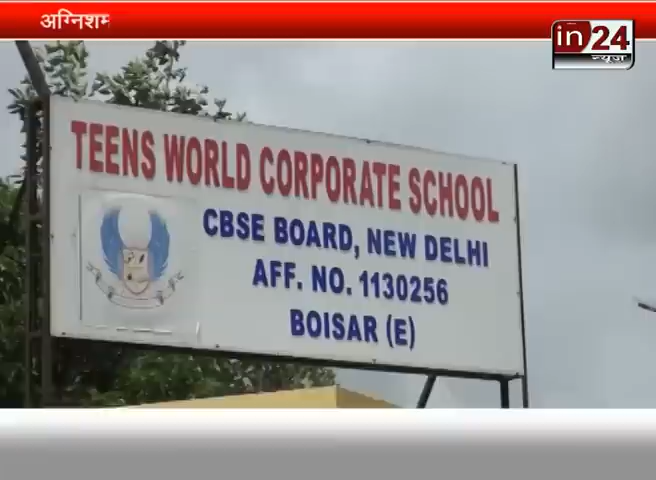 अग्निशम
in24
न्यूज़
TEENS WORLD CORPORATE SCHOOL
CBSE BOARD, NEW DELHI
AFF. NO. 1130256
BOISAR (E)